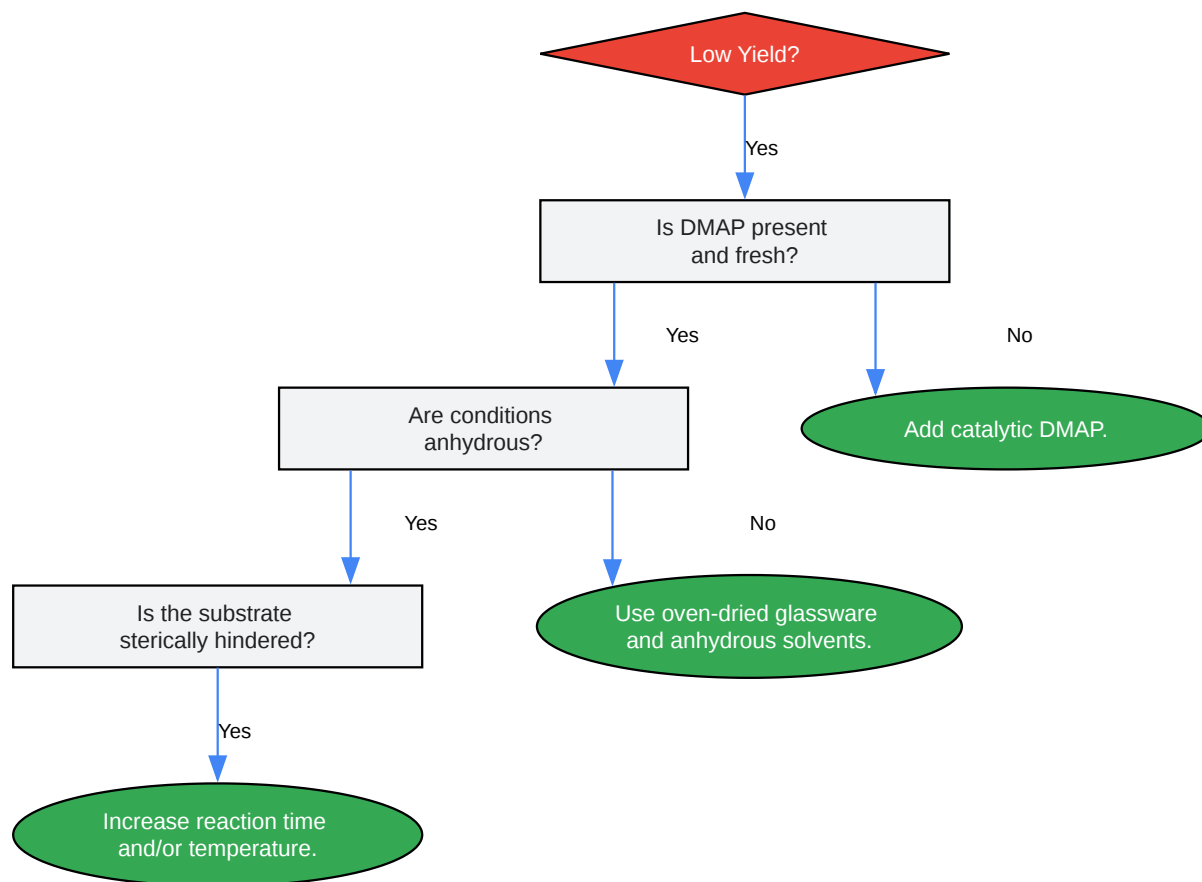 Low Yield?
Yes
Is DMAP present
and fresh?
Yes
No
Are conditions
anhydrous?
Add catalytic DMAP.
Yes
No
Is the substrate
sterically hindered?
Use oven-dried glassware
and anhydrous solvents.
Yes
Increase reaction time
and/or temperature.